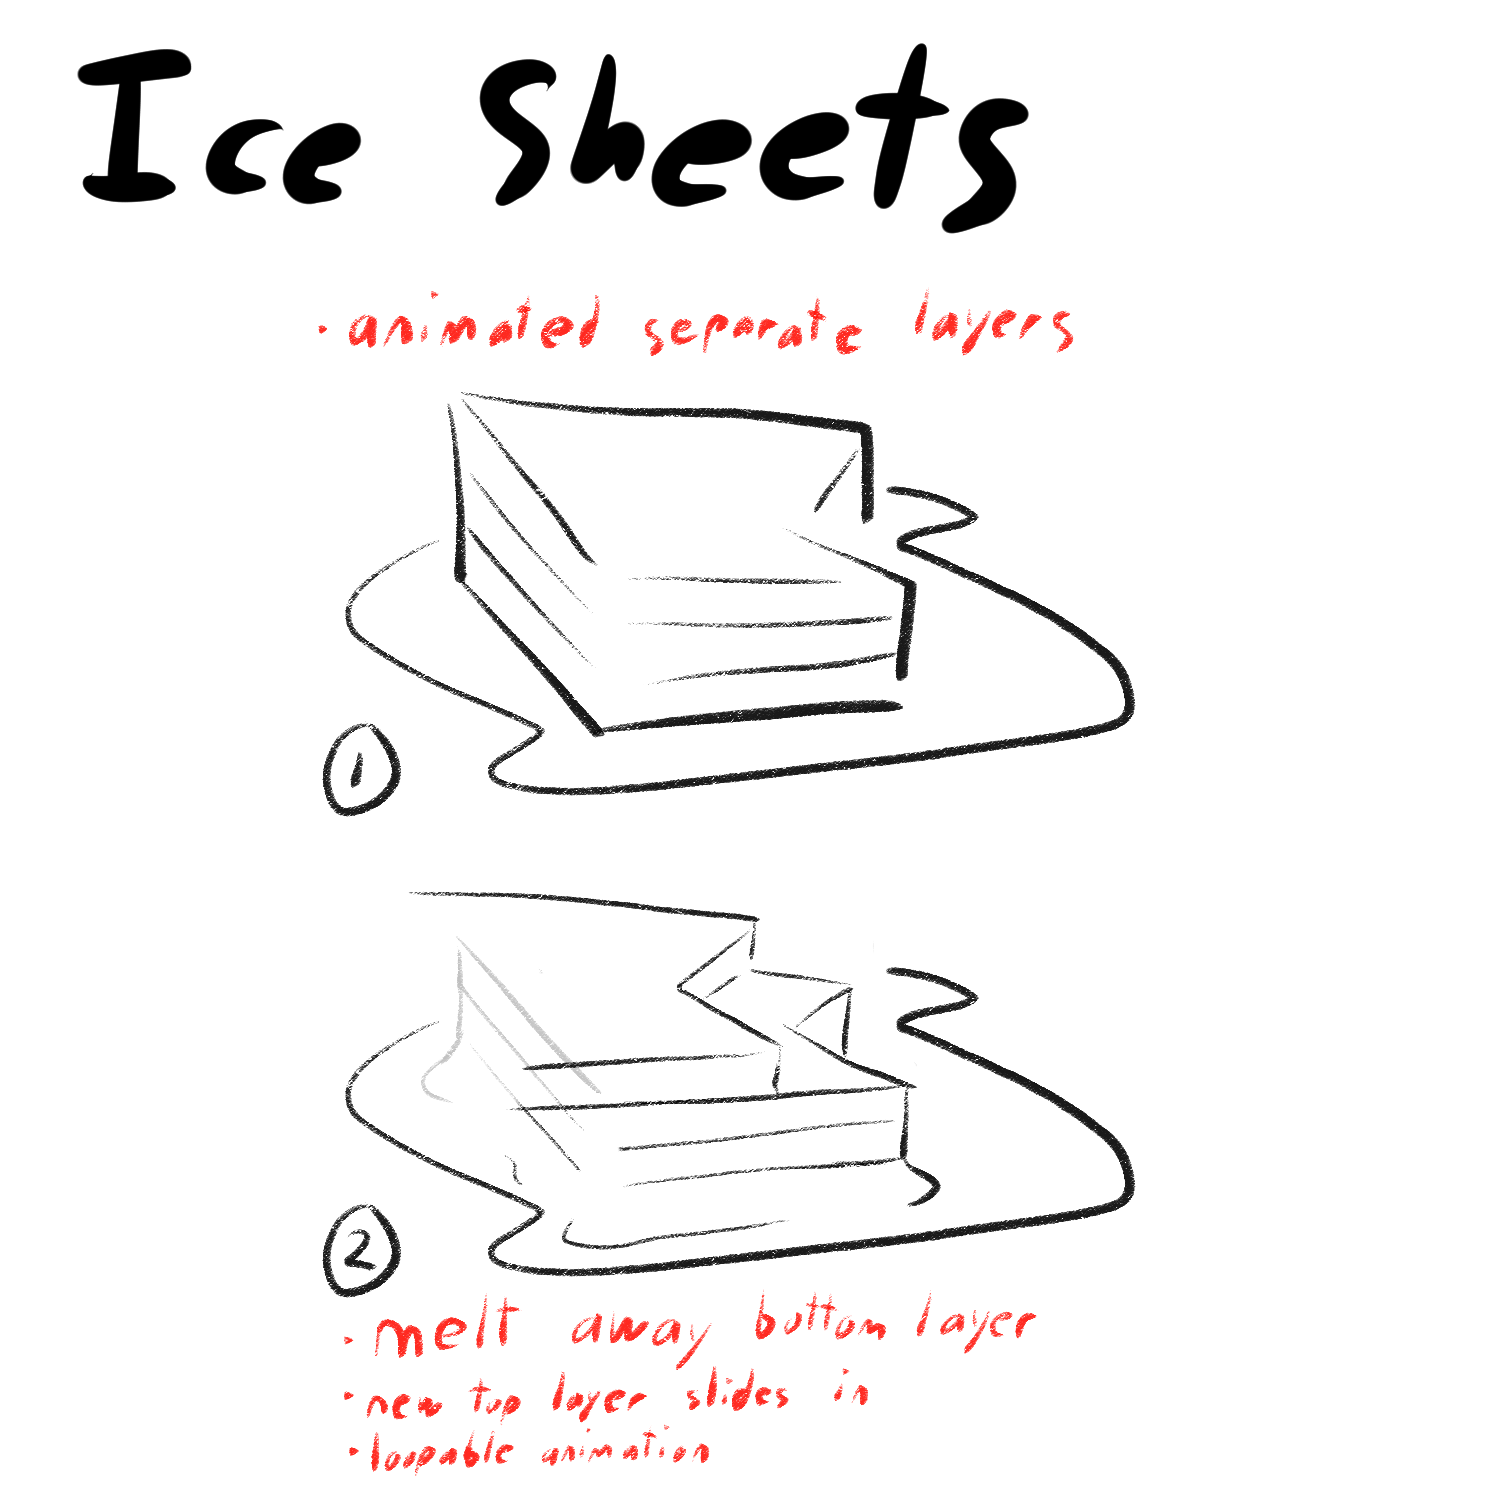 Ice Sheets
• animated separate layers
1
2
• melt away bottom layer
• new top layer slides in
• loopable animation